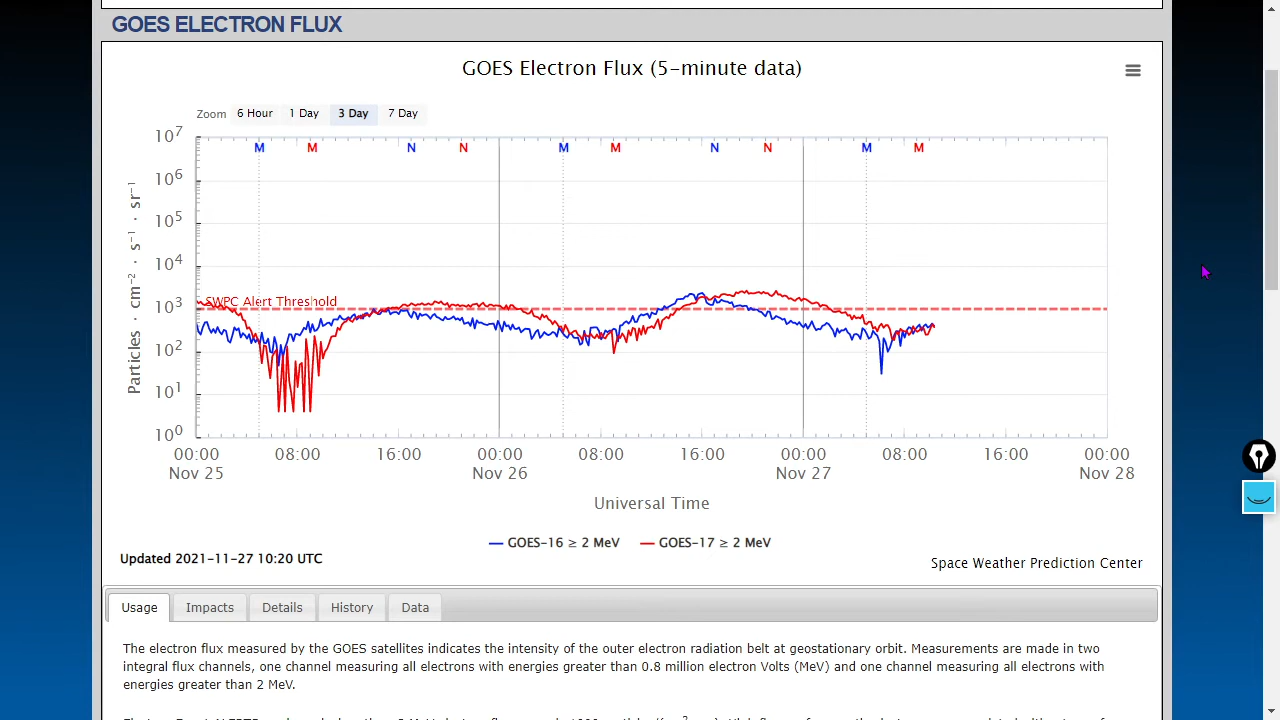 GOES ELECTRON FLUX
GOES Electron Flux (5-minute data)
Zoom 6 Hour 1 Day 3 Day 7 Day
M M N N M M N N M M
10⁷
10⁶
10⁵
10⁴
10³
10²
10¹
10⁰
Particles · cm⁻² · s⁻¹ · sr⁻¹
SWPC Alert Threshold
00:00 08:00 16:00 00:00 08:00 16:00 00:00 08:00 16:00 00:00
Nov 25 Nov 26 Nov 27 Nov 28
Universal Time
GOES-16 ≥ 2 MeV GOES-17 ≥ 2 MeV
Updated 2021-11-27 10:20 UTC
Space Weather Prediction Center
Usage Impacts Details History Data
The electron flux measured by the GOES satellites indicates the intensity of the outer electron radiation belt at geostationary orbit. Measurements are made in two
integral flux channels, one channel measuring all electrons with energies greater than 0.8 million electron Volts (MeV) and one channel measuring all electrons with
energies greater than 2 MeV.